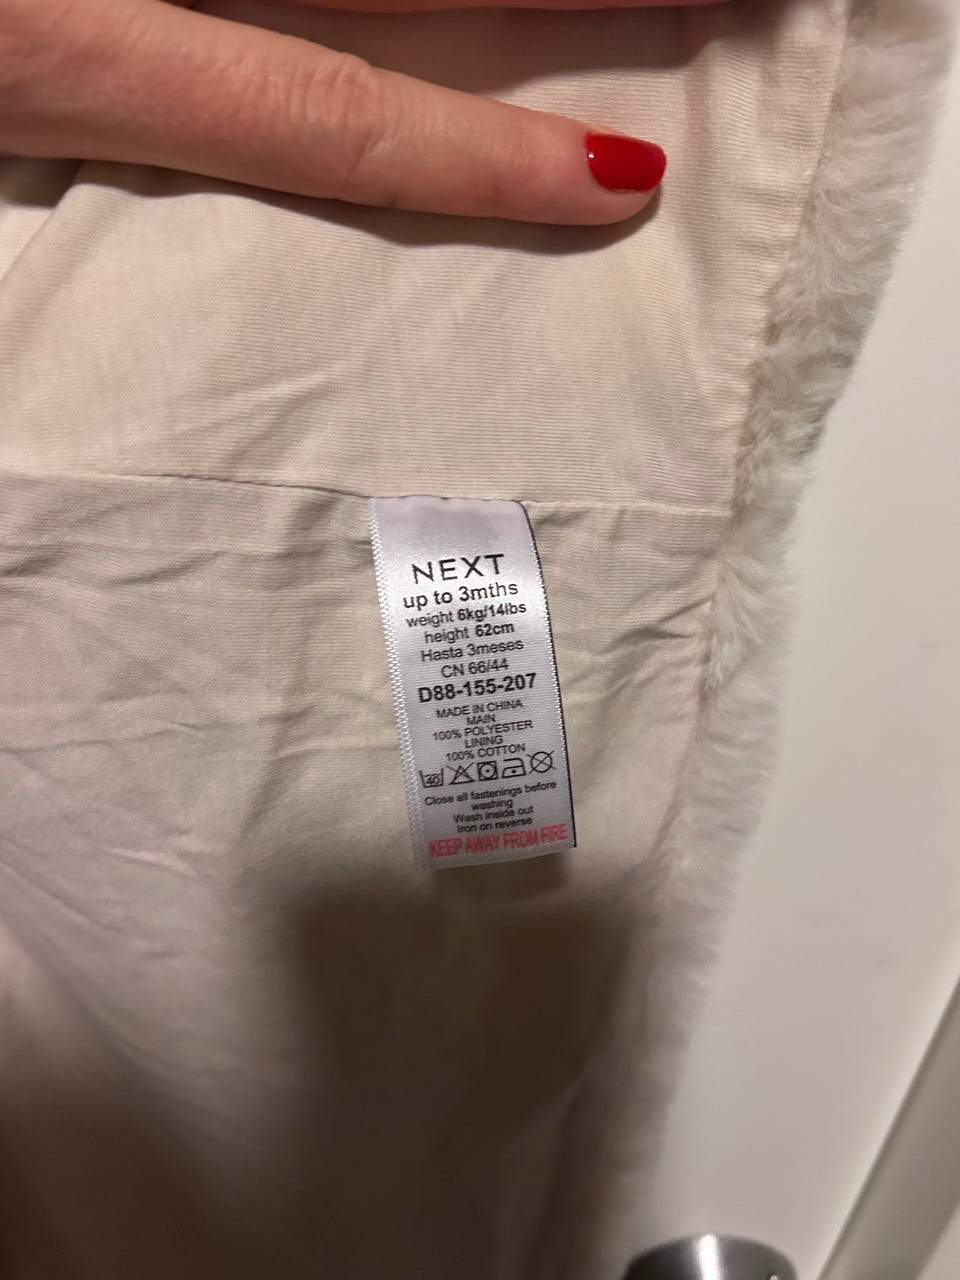 NEXT
up to 3mths
weight 6kg/14lbs
height 62cm
Hasta 3meses
CN 66/44
D88-155-207
MADE IN CHINA
MAIN
100% POLYESTER
LINING
100% COTTON
40
Close all fastenings before
washing
Wash inside out
Iron on reverse
KEEP AWAY FROM FIRE